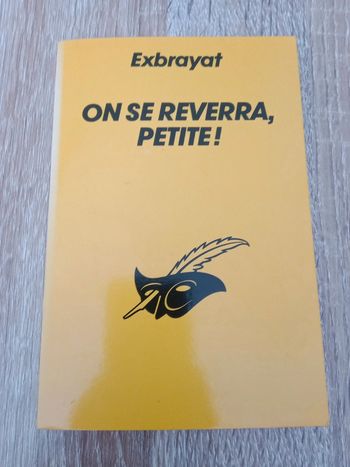 Exbrayat
ON SE REVERRA,
PETITE !